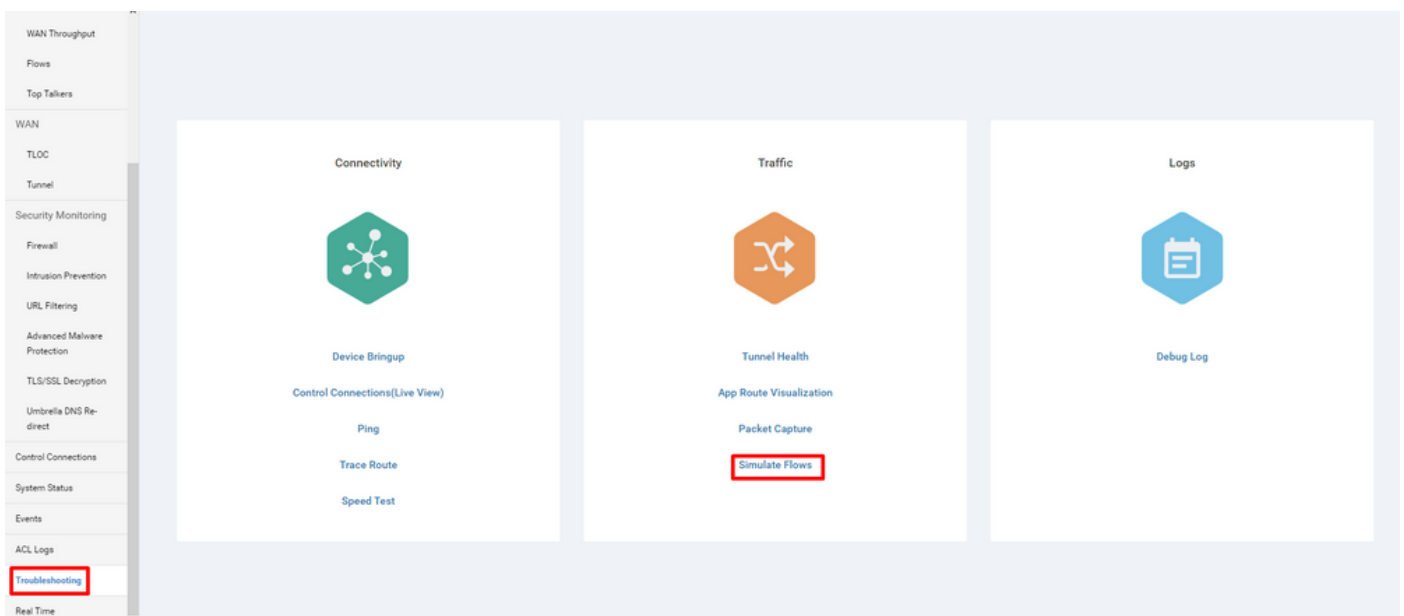 WAN Throughput
Flows
Top Talkers
WAN
TLOC
Tunnel
Security Monitoring
Firewall
Intrusion Prevention
URL Filtering
Advanced Malware
Protection
TLS/SSL Decryption
Umbrella DNS Re-
direct
Control Connections
System Status
Events
ACL Logs
Troubleshooting
Real Time
Connectivity
Device Bringup
Control Connections(Live View)
Ping
Trace Route
Speed Test
Traffic
Tunnel Health
App Route Visualization
Packet Capture
Simulate Flows
Logs
Debug Log